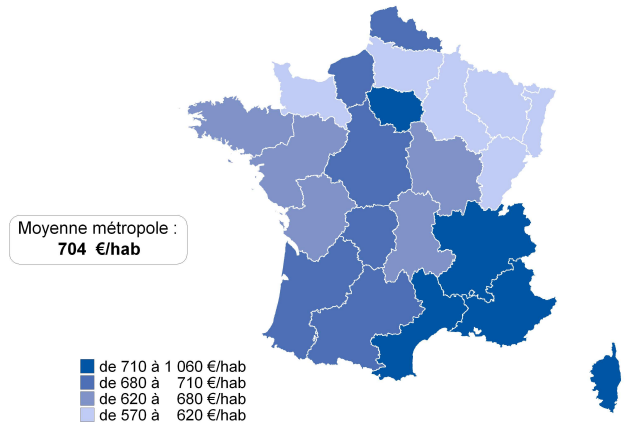 Moyenne métropole :
704 €/hab
de 710 à 1 060 €/hab
de 680 à 710 €/hab
de 620 à 680 €/hab
de 570 à 620 €/hab